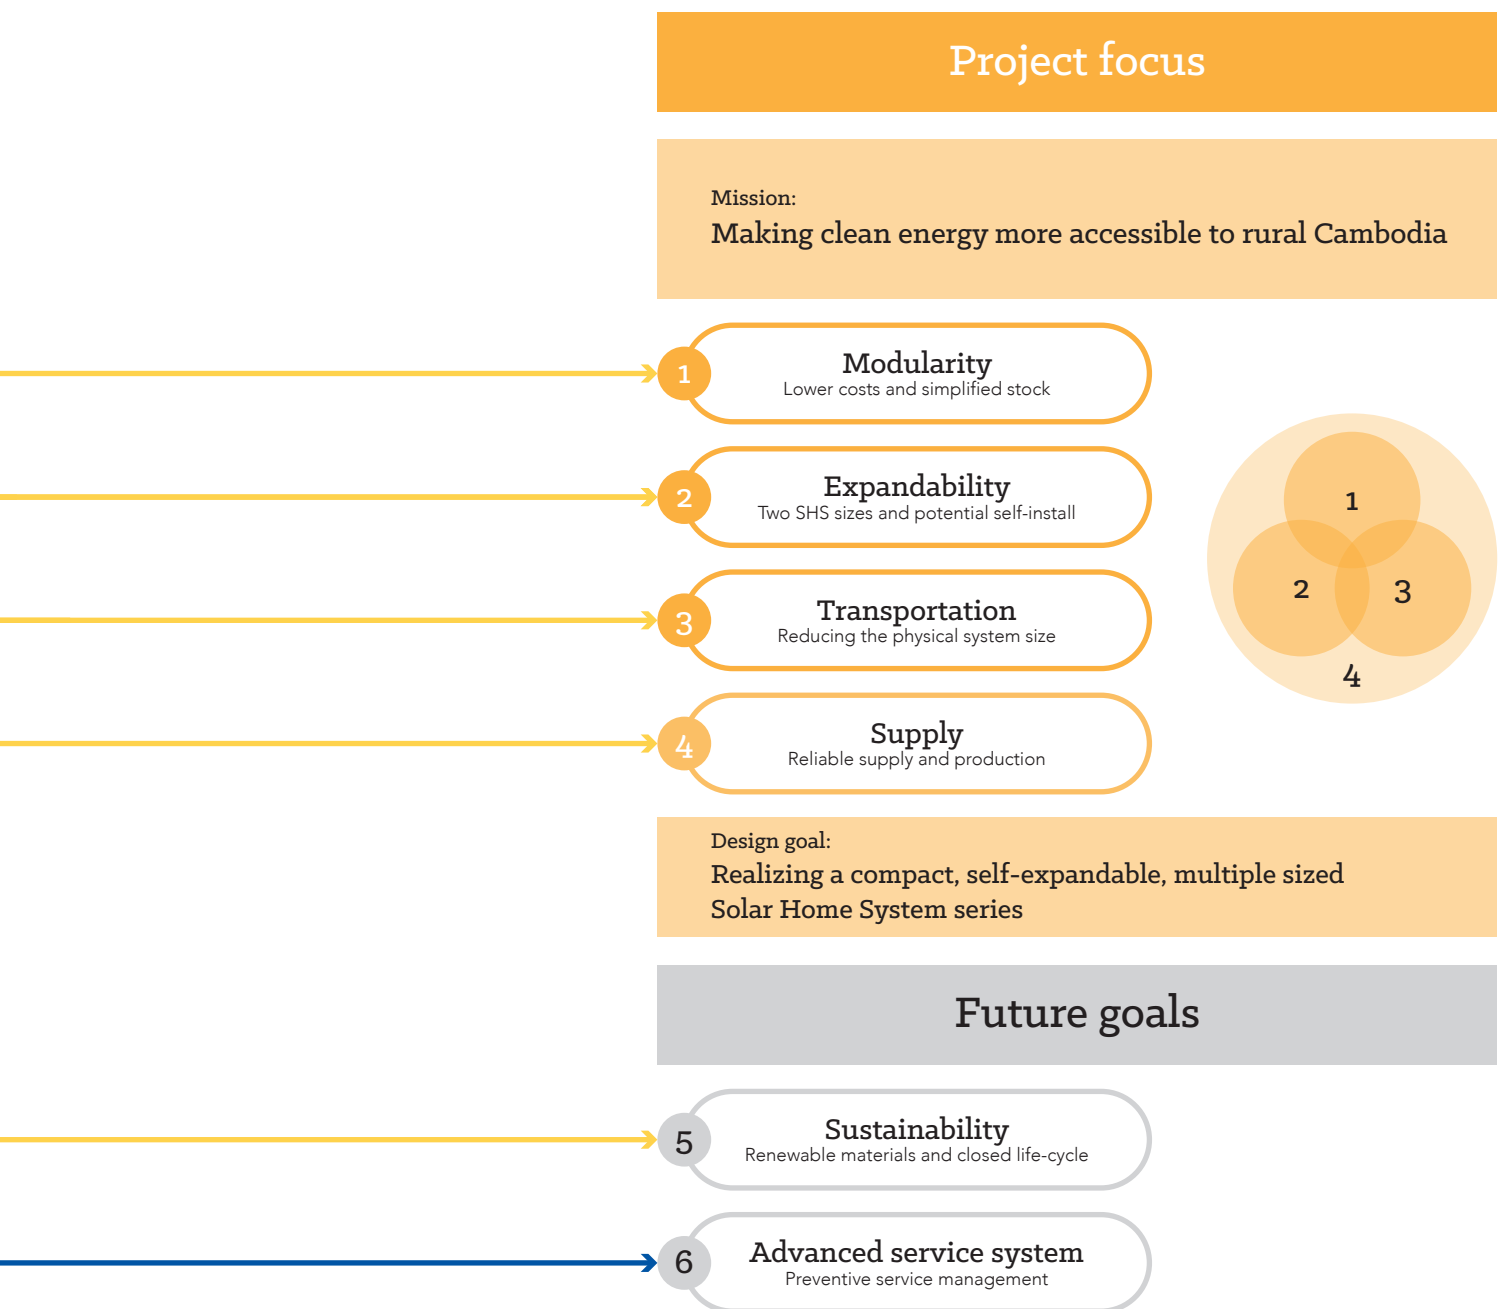 Project focus
Mission:
Making clean energy more accessible to rural Cambodia
1
Modularity
Lower costs and simplified stock
2
Expandability
Two SHS sizes and potential self-install
3
Transportation
Reducing the physical system size
4
Supply
Reliable supply and production
1
2
3
4
Design goal:
Realizing a compact, self-expandable, multiple sized
Solar Home System series
Future goals
5
Sustainability
Renewable materials and closed life-cycle
6
Advanced service system
Preventive service management